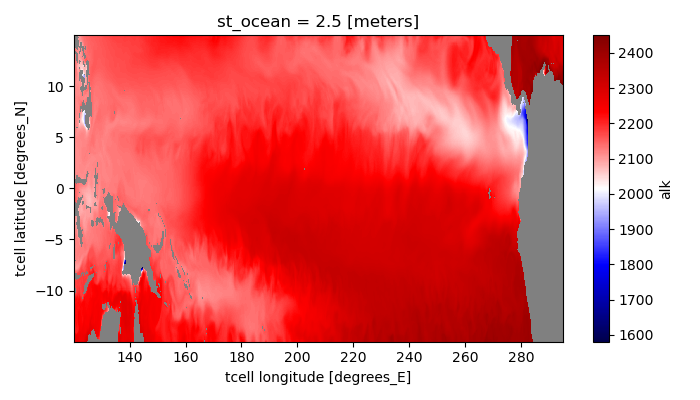 st_ocean = 2.5 [meters]
10
5
0
−5
−10
tcell latitude [degrees_N]
140 160 180 200 220 240 260 280
tcell longitude [degrees_E]
2400
2300
2200
2100
2000
1900
1800
1700
1600
alk